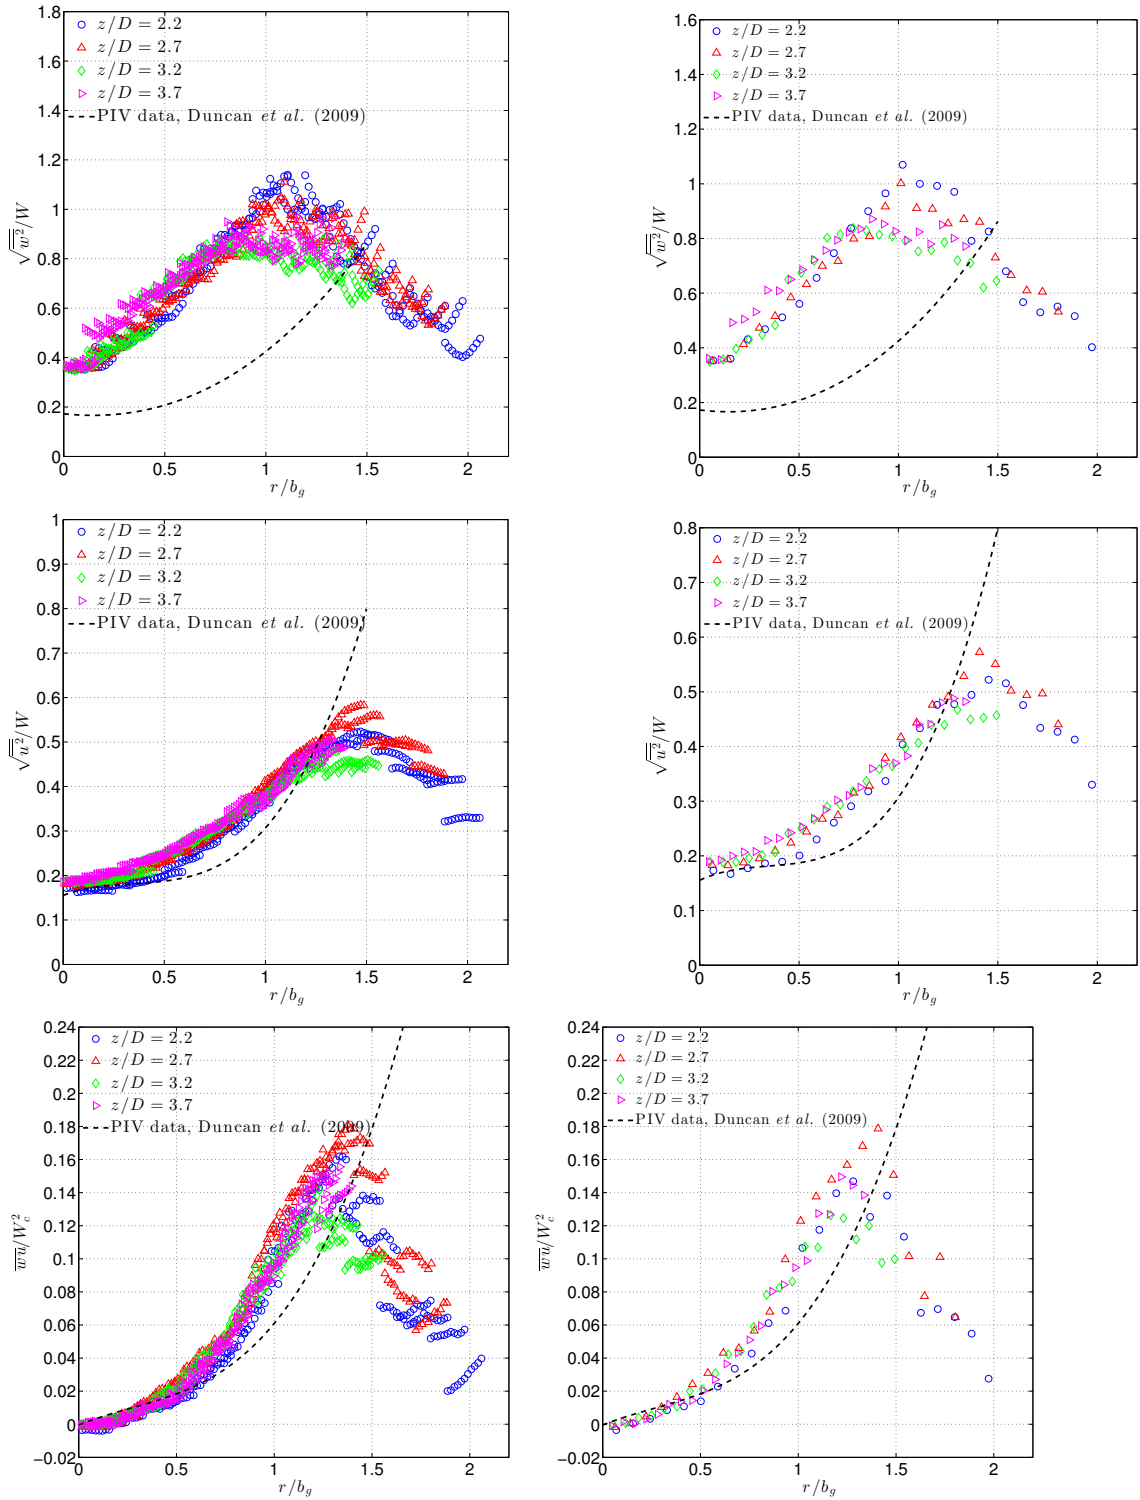 1.8
1.6
1.4
1.2
1
0.8
0.6
0.4
0.2
0
z/D = 2.2
z/D = 2.7
z/D = 3.2
z/D = 3.7
PIV data, Duncan et al. (2009)
√w̿²/W
0 0.5 1 1.5 2
r/b_g
1.6
1.4
1.2
1
0.8
0.6
0.4
0.2
0
z/D = 2.2
z/D = 2.7
z/D = 3.2
z/D = 3.7
PIV data, Duncan et al. (2009)
√w̿²/W
0 0.5 1 1.5 2
r/b_g
1
0.9
0.8
0.7
0.6
0.5
0.4
0.3
0.2
0.1
0
z/D = 2.2
z/D = 2.7
z/D = 3.2
z/D = 3.7
PIV data, Duncan et al. (2009)
√u̿²/W
0 0.5 1 1.5 2
r/b_g
0.8
0.7
0.6
0.5
0.4
0.3
0.2
0.1
0
z/D = 2.2
z/D = 2.7
z/D = 3.2
z/D = 3.7
PIV data, Duncan et al. (2009)
√u̿²/W
0 0.5 1 1.5 2
r/b_g
0.24
0.22
0.2
0.18
0.16
0.14
0.12
0.1
0.08
0.06
0.04
0.02
0
−0.02
z/D = 2.2
z/D = 2.7
z/D = 3.2
z/D = 3.7
PIV data, Duncan et al. (2009)
w̅u̅/W_c²
0 0.5 1 1.5 2
r/b_g
0.24
0.22
0.2
0.18
0.16
0.14
0.12
0.1
0.08
0.06
0.04
0.02
0
−0.02
z/D = 2.2
z/D = 2.7
z/D = 3.2
z/D = 3.7
PIV data, Duncan et al. (2009)
w̅u̅/W_c²
0 0.5 1 1.5 2
r/b_g